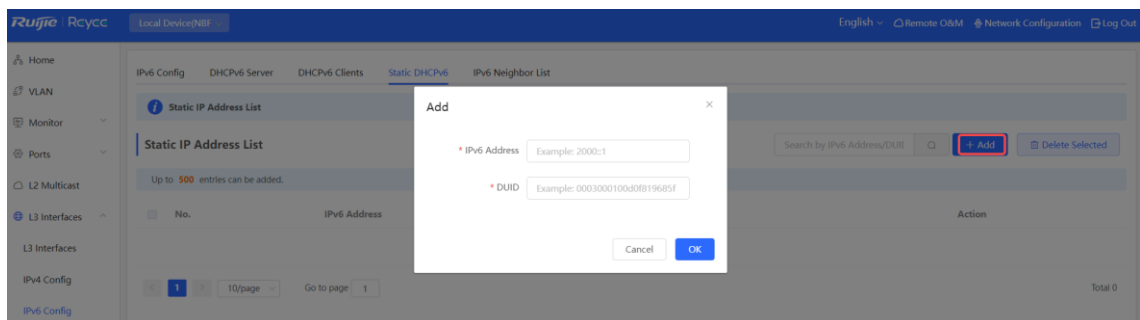 Ruijie | Rcycc Local Device(NBF English Remote O&M Network Configuration Log Out
Home
VLAN
Monitor
Ports
L2 Multicast
L3 Interfaces
L3 Interfaces
IPv4 Config
IPv6 Config
IPv6 Config DHCPv6 Server DHCPv6 Clients Static DHCPv6 IPv6 Neighbor List
Static IP Address List
Static IP Address List
Search by IPv6 Address/DUII + Add Delete Selected
Up to 500 entries can be added.
No. IPv6 Address Action
1 10/page Go to page 1 Total 0
Add
* IPv6 Address Example: 2000::1
* DUID Example: 0003000100d0f819685f
Cancel OK